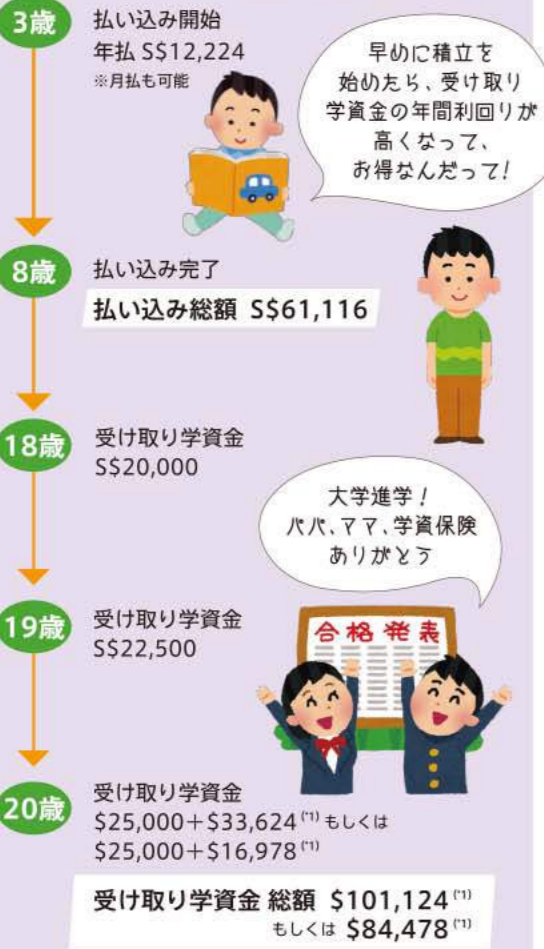 3歳
払い込み開始
年払 S$12,224
※月払も可能
早めに積立を
始めたら、受け取り
学資金の年間利回りが
高くなって、
お得なんだって!
8歳
払い込み完了
払い込み総額 S$61,116
18歳
受け取り学資金
S$20,000
大学進学!
パパ、ママ、学資保険
ありがとう
19歳
受け取り学資金
S$22,500
合格発表
20歳
受け取り学資金
$25,000+$33,624(*1) もしくは
$25,000+$16,978(*1)
受け取り学資金 総額 $101,124(*1)
もしくは $84,478(*1)